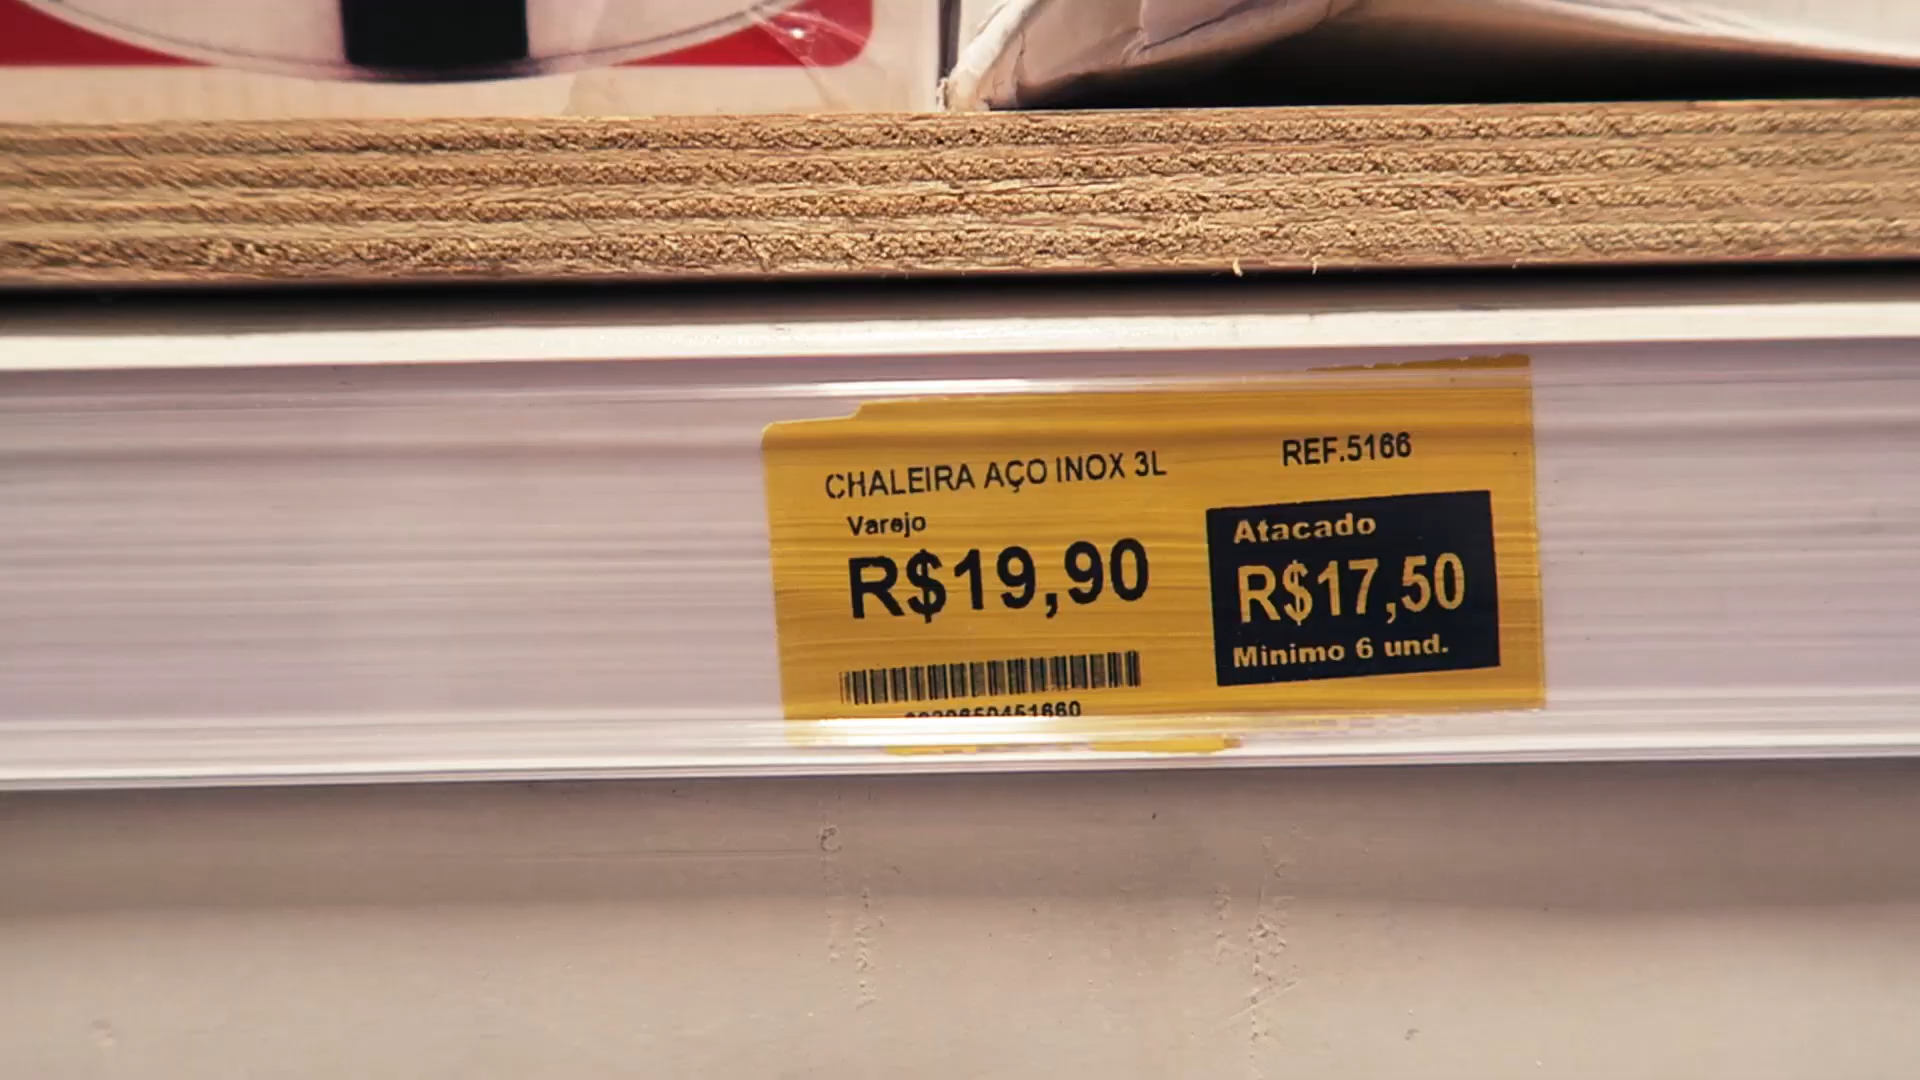 CHALEIRA AÇO INOX 3L
REF.5166
Varejo
R$19,90
Atacado
R$17,50
Minimo 6 und.